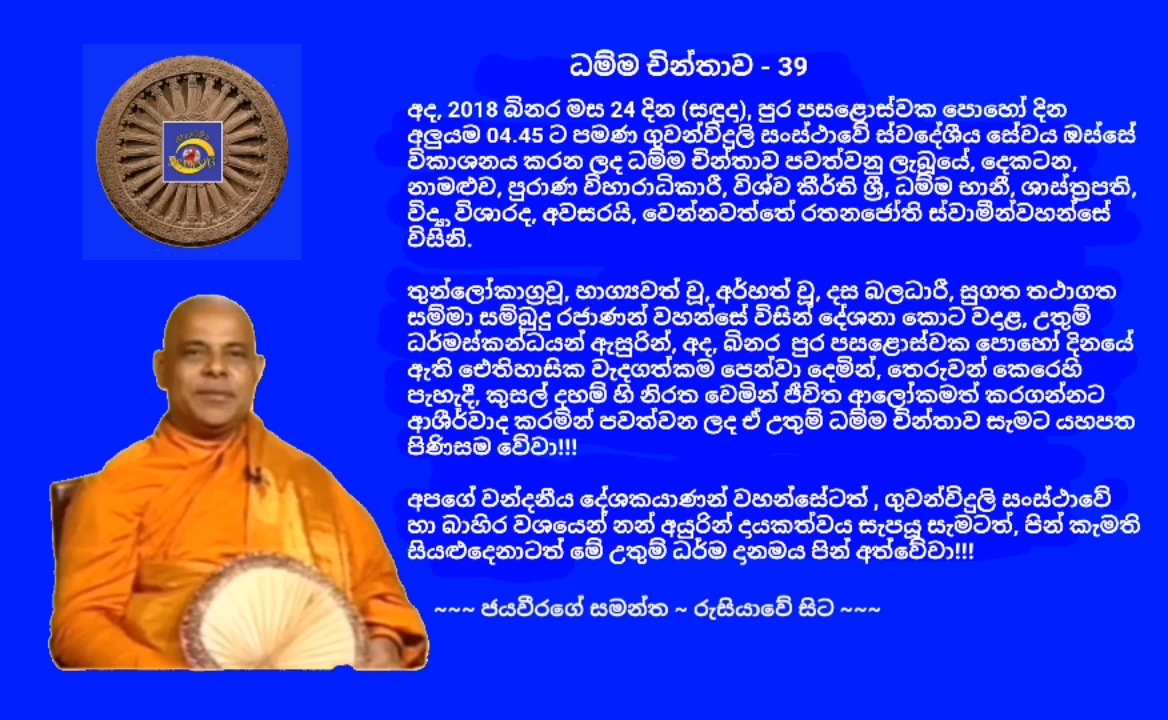 ධම්ම චින්තාව - 39
අද, 2018 බිනර මස 24 දින (සඳුදා), පුර පසළොස්වක පොහෝ දින
අලුයම 04.45 ට පමණ ගුවන්විදුලි සංස්ථාවේ ස්වදේශීය සේවය ඔස්සේ
විකාශනය කරන ලද ධම්ම චින්තාව පවත්වනු ලැබූයේ, දෙකටන,
නාමළුව, පුරාණ විහාරාධිකාරී, විශ්ව කීර්ති ශ්‍රී, ධම්ම භානී, ශාස්ත්‍රපති,
විද්‍යා විශාරද, අවසරයි, වෙන්නවත්තේ රතනජෝති ස්වාමීන්වහන්සේ
විසිනි.
තුන්ලෝකාග්‍රවූ, භාග්‍යවත් වූ, අර්හත් වූ, දස බලධාරී, සුගත තථාගත
සම්මා සම්බුදු රජාණන් වහන්සේ විසින් දේශනා කොට වදාළ, උතුම්
ධර්මස්කන්ධයන් ඇසුරින්, අද, බිනර පුර පසළොස්වක පොහෝ දිනයේ
ඇති ඓතිහාසික වැදගත්කම පෙන්වා දෙමින්, තෙරුවන් කෙරෙහි
පැහැදී, කුසල් දහම් හී නිරත වෙමින් ජීවිත ආලෝකමත් කරගන්නට
ආශීර්වාද කරමින් පවත්වන ලද ඒ උතුම් ධම්ම චින්තාව සැමට යහපත
පිණිසම වේවා!!!
අපගේ වන්දනීය දේශකයාණන් වහන්සේටත් , ගුවන්විදුලි සංස්ථාවේ
හා බාහිර වශයෙන් නන් අයුරින් දායකත්වය සැපයූ සැමටත්, පින් කැමති
සියළුදෙනාටත් මේ උතුම් ධර්ම දානමය පින් අත්වේවා!!!
~~~ ජයවීරගේ සමන්ත ~ රුසියාවේ සිට ~~~